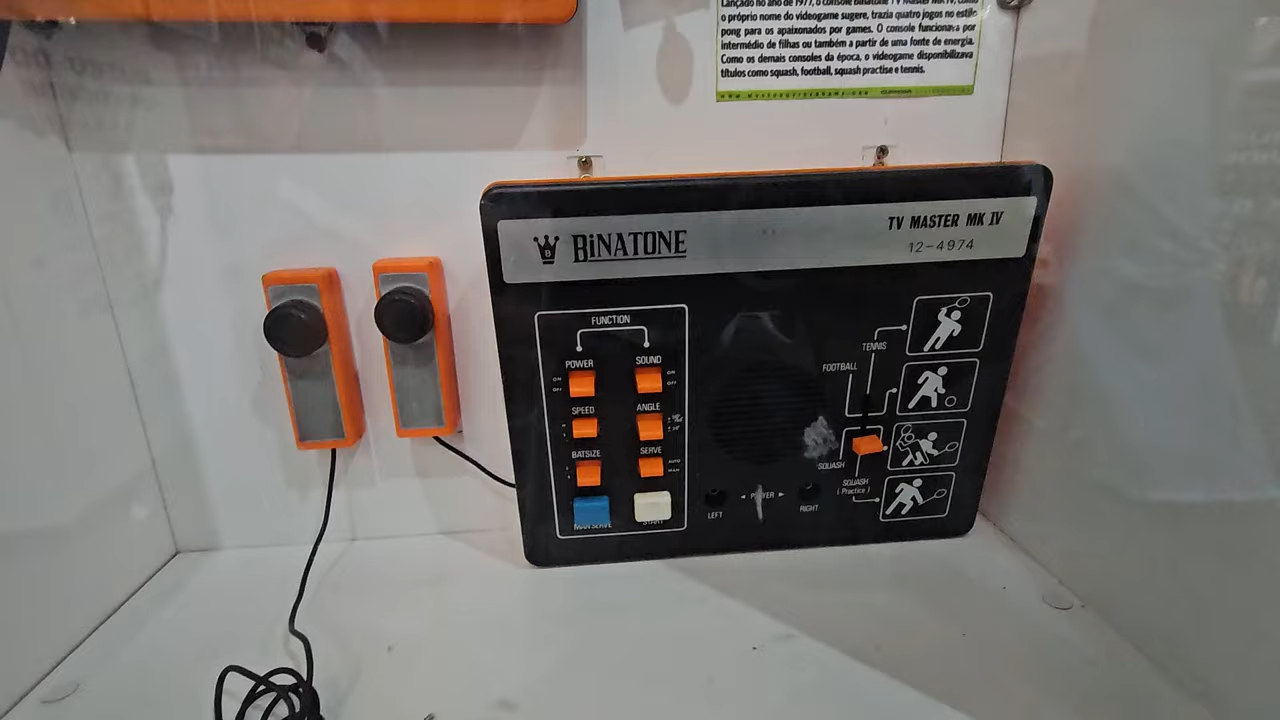 Lançado no ano de 1977, o console Binatone TV Master MK IV, como
o próprio nome do videogame sugere, trazia quatro jogos no estilo
pong para os apaixonados por games. O console funcionava por
intermédio de filhas ou também a partir de uma fonte de energia.
Como os demais consoles da época, o videogame disponibilizava
títulos como squash, football, squash practise e tennis.
TV MASTER MK IV
BiNATONE
12-4974
FUNCTION
POWER
SOUND
ON
OFF
ON
OFF
SPEED
ANGLE
BATSIZE
SERVE
AUTO
MAN
MAN SERVE
START
LEFT
PLAYER
RIGHT
TENNIS
FOOTBALL
SQUASH
SQUASH
(Practice)